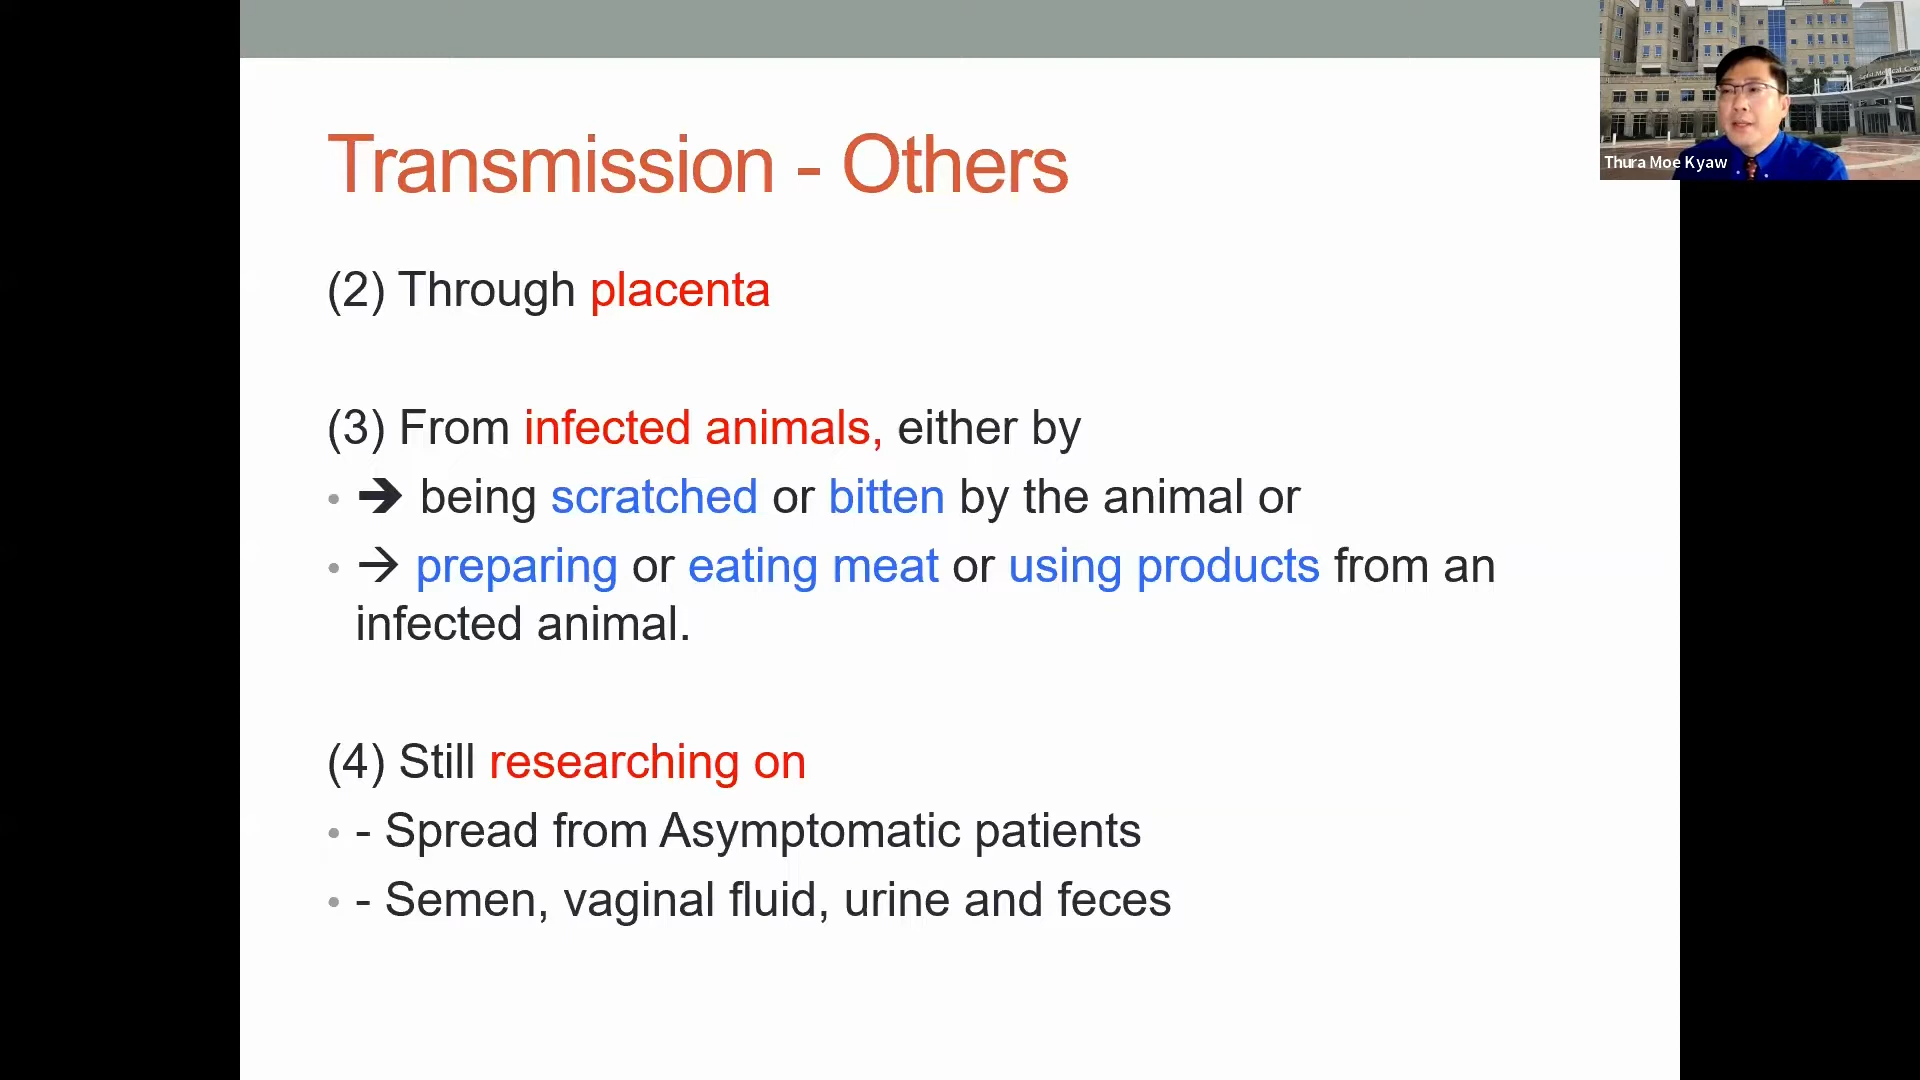 Transmission - Others
(2) Through placenta
(3) From infected animals, either by
• ➔ being scratched or bitten by the animal or
• → preparing or eating meat or using products from an
infected animal.
(4) Still researching on
• - Spread from Asymptomatic patients
• - Semen, vaginal fluid, urine and feces
Thura Moe Kyaw